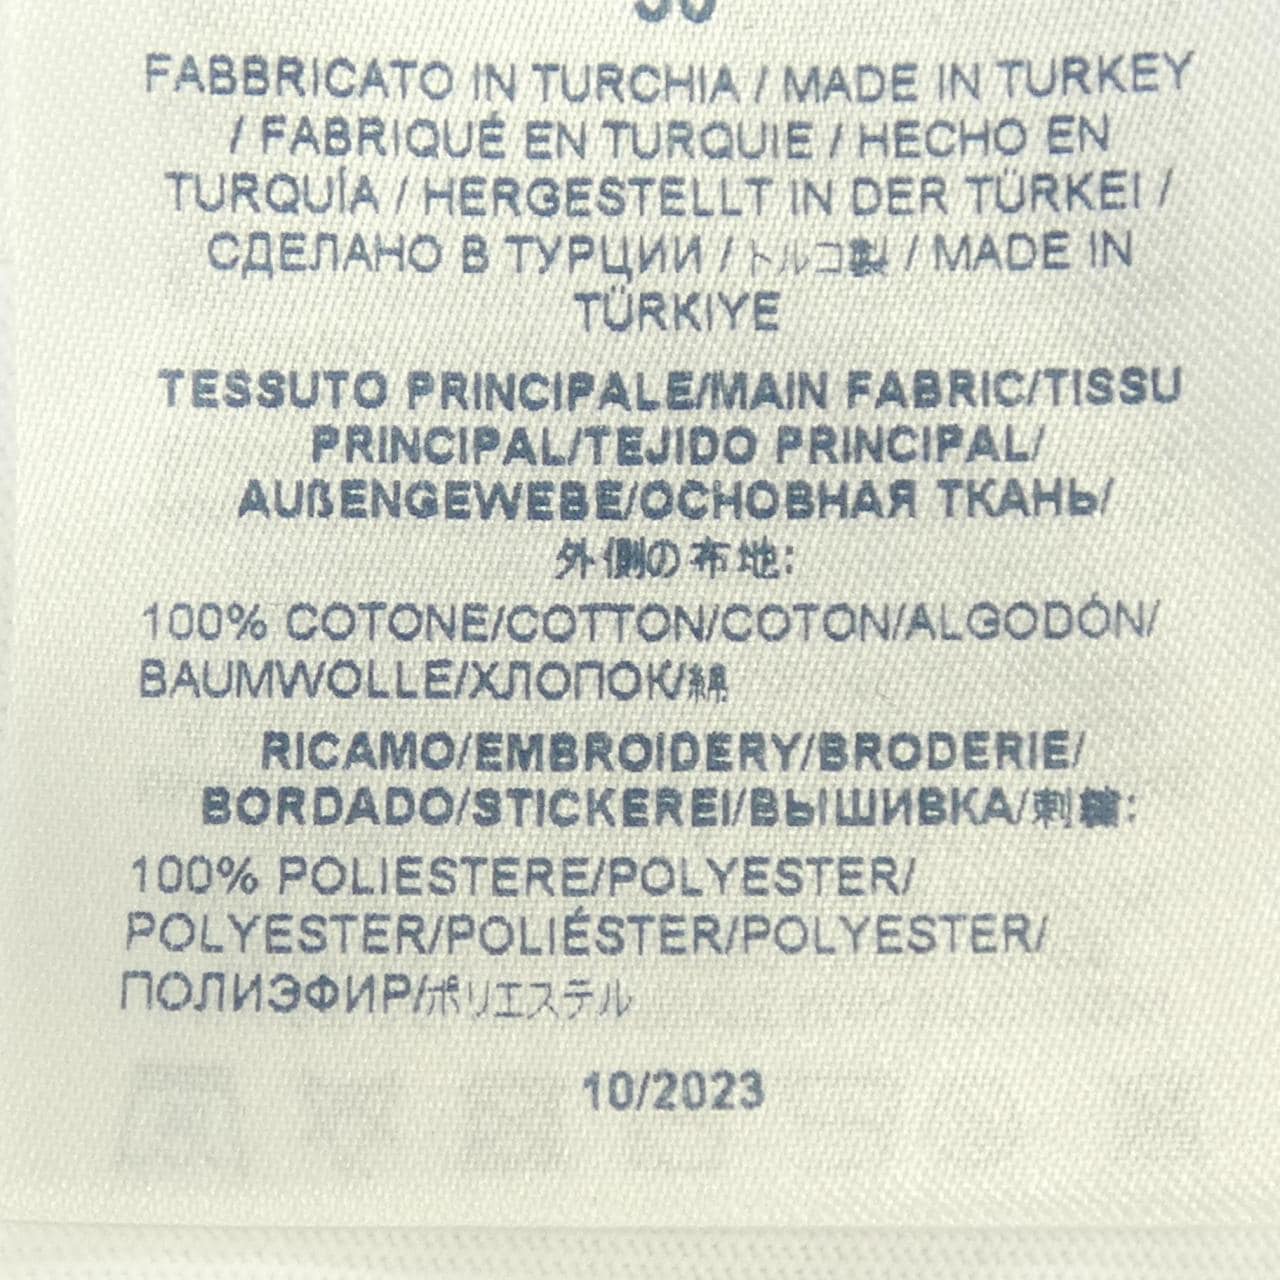 FABBRICATO IN TURCHIA / MADE IN TURKEY
/ FABRIQUÉ EN TURQUIE / HECHO EN
TURQUÍA / HERGESTELLT IN DER TÜRKEI /
СДЕЛАНО В ТУРЦИИ / トルコ製 / MADE IN
TÜRKIYE
TESSUTO PRINCIPALE/MAIN FABRIC/TISSU
PRINCIPAL/TEJIDO PRINCIPAL/
AUßENGEWEBE/ОСНОВНАЯ ТКАНЬ/
外側の布地:
100% COTONE/COTTON/COTON/ALGODÓN/
BAUMWOLLE/ХЛОПОК/綿
RICAMO/EMBROIDERY/BRODERIE/
BORDADO/STICKEREI/ВЫШИВКА/刺繍:
100% POLIESTERE/POLYESTER/
POLYESTER/POLIÉSTER/POLYESTER/
ПОЛИЭФИР/ポリエステル
10/2023